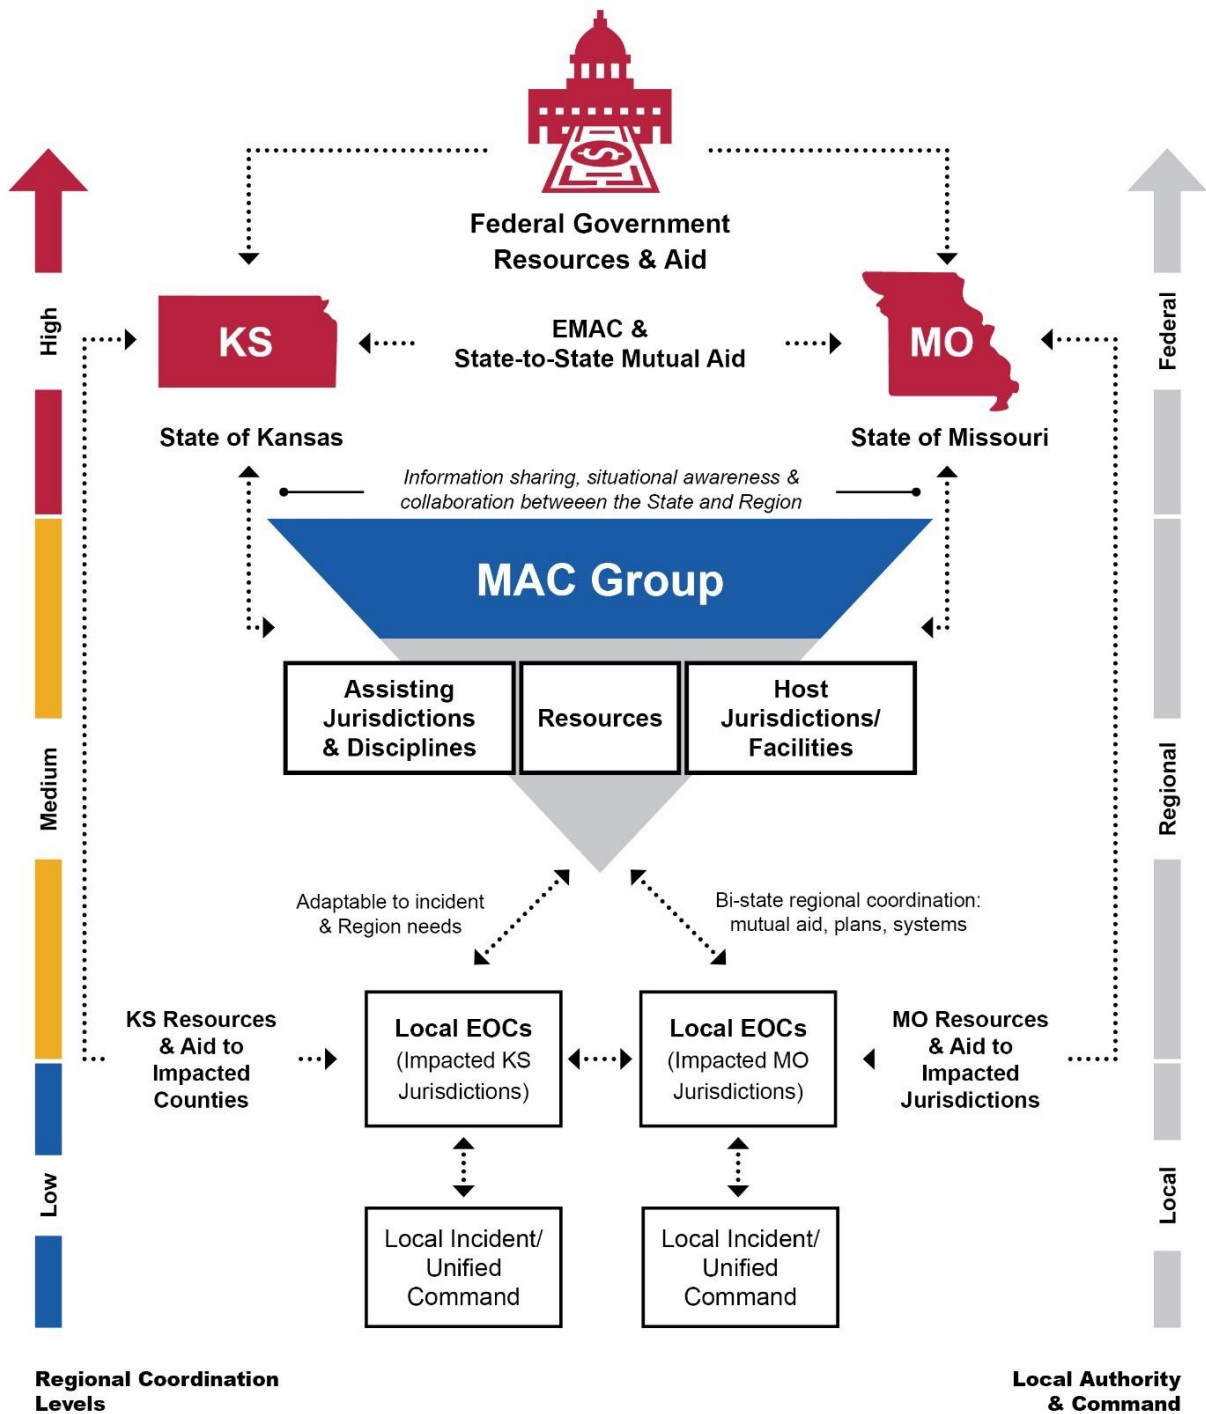 Federal Government
Resources & Aid
High
KS
EMAC &
State-to-State Mutual Aid
MO
Federal
State of Kansas
State of Missouri
Information sharing, situational awareness &
collaboration betweeen the State and Region
MAC Group
Assisting
Jurisdictions
& Disciplines
Resources
Host
Jurisdictions/
Facilities
Medium
Regional
Adaptable to incident
& Region needs
Bi-state regional coordination:
mutual aid, plans, systems
KS Resources
& Aid to
Impacted
Counties
Local EOCs
(Impacted KS
Jurisdictions)
Local EOCs
(Impacted MO
Jurisdictions)
MO Resources
& Aid to
Impacted
Jurisdictions
Low
Local
Local Incident/
Unified
Command
Local Incident/
Unified
Command
Regional Coordination
Levels
Local Authority
& Command